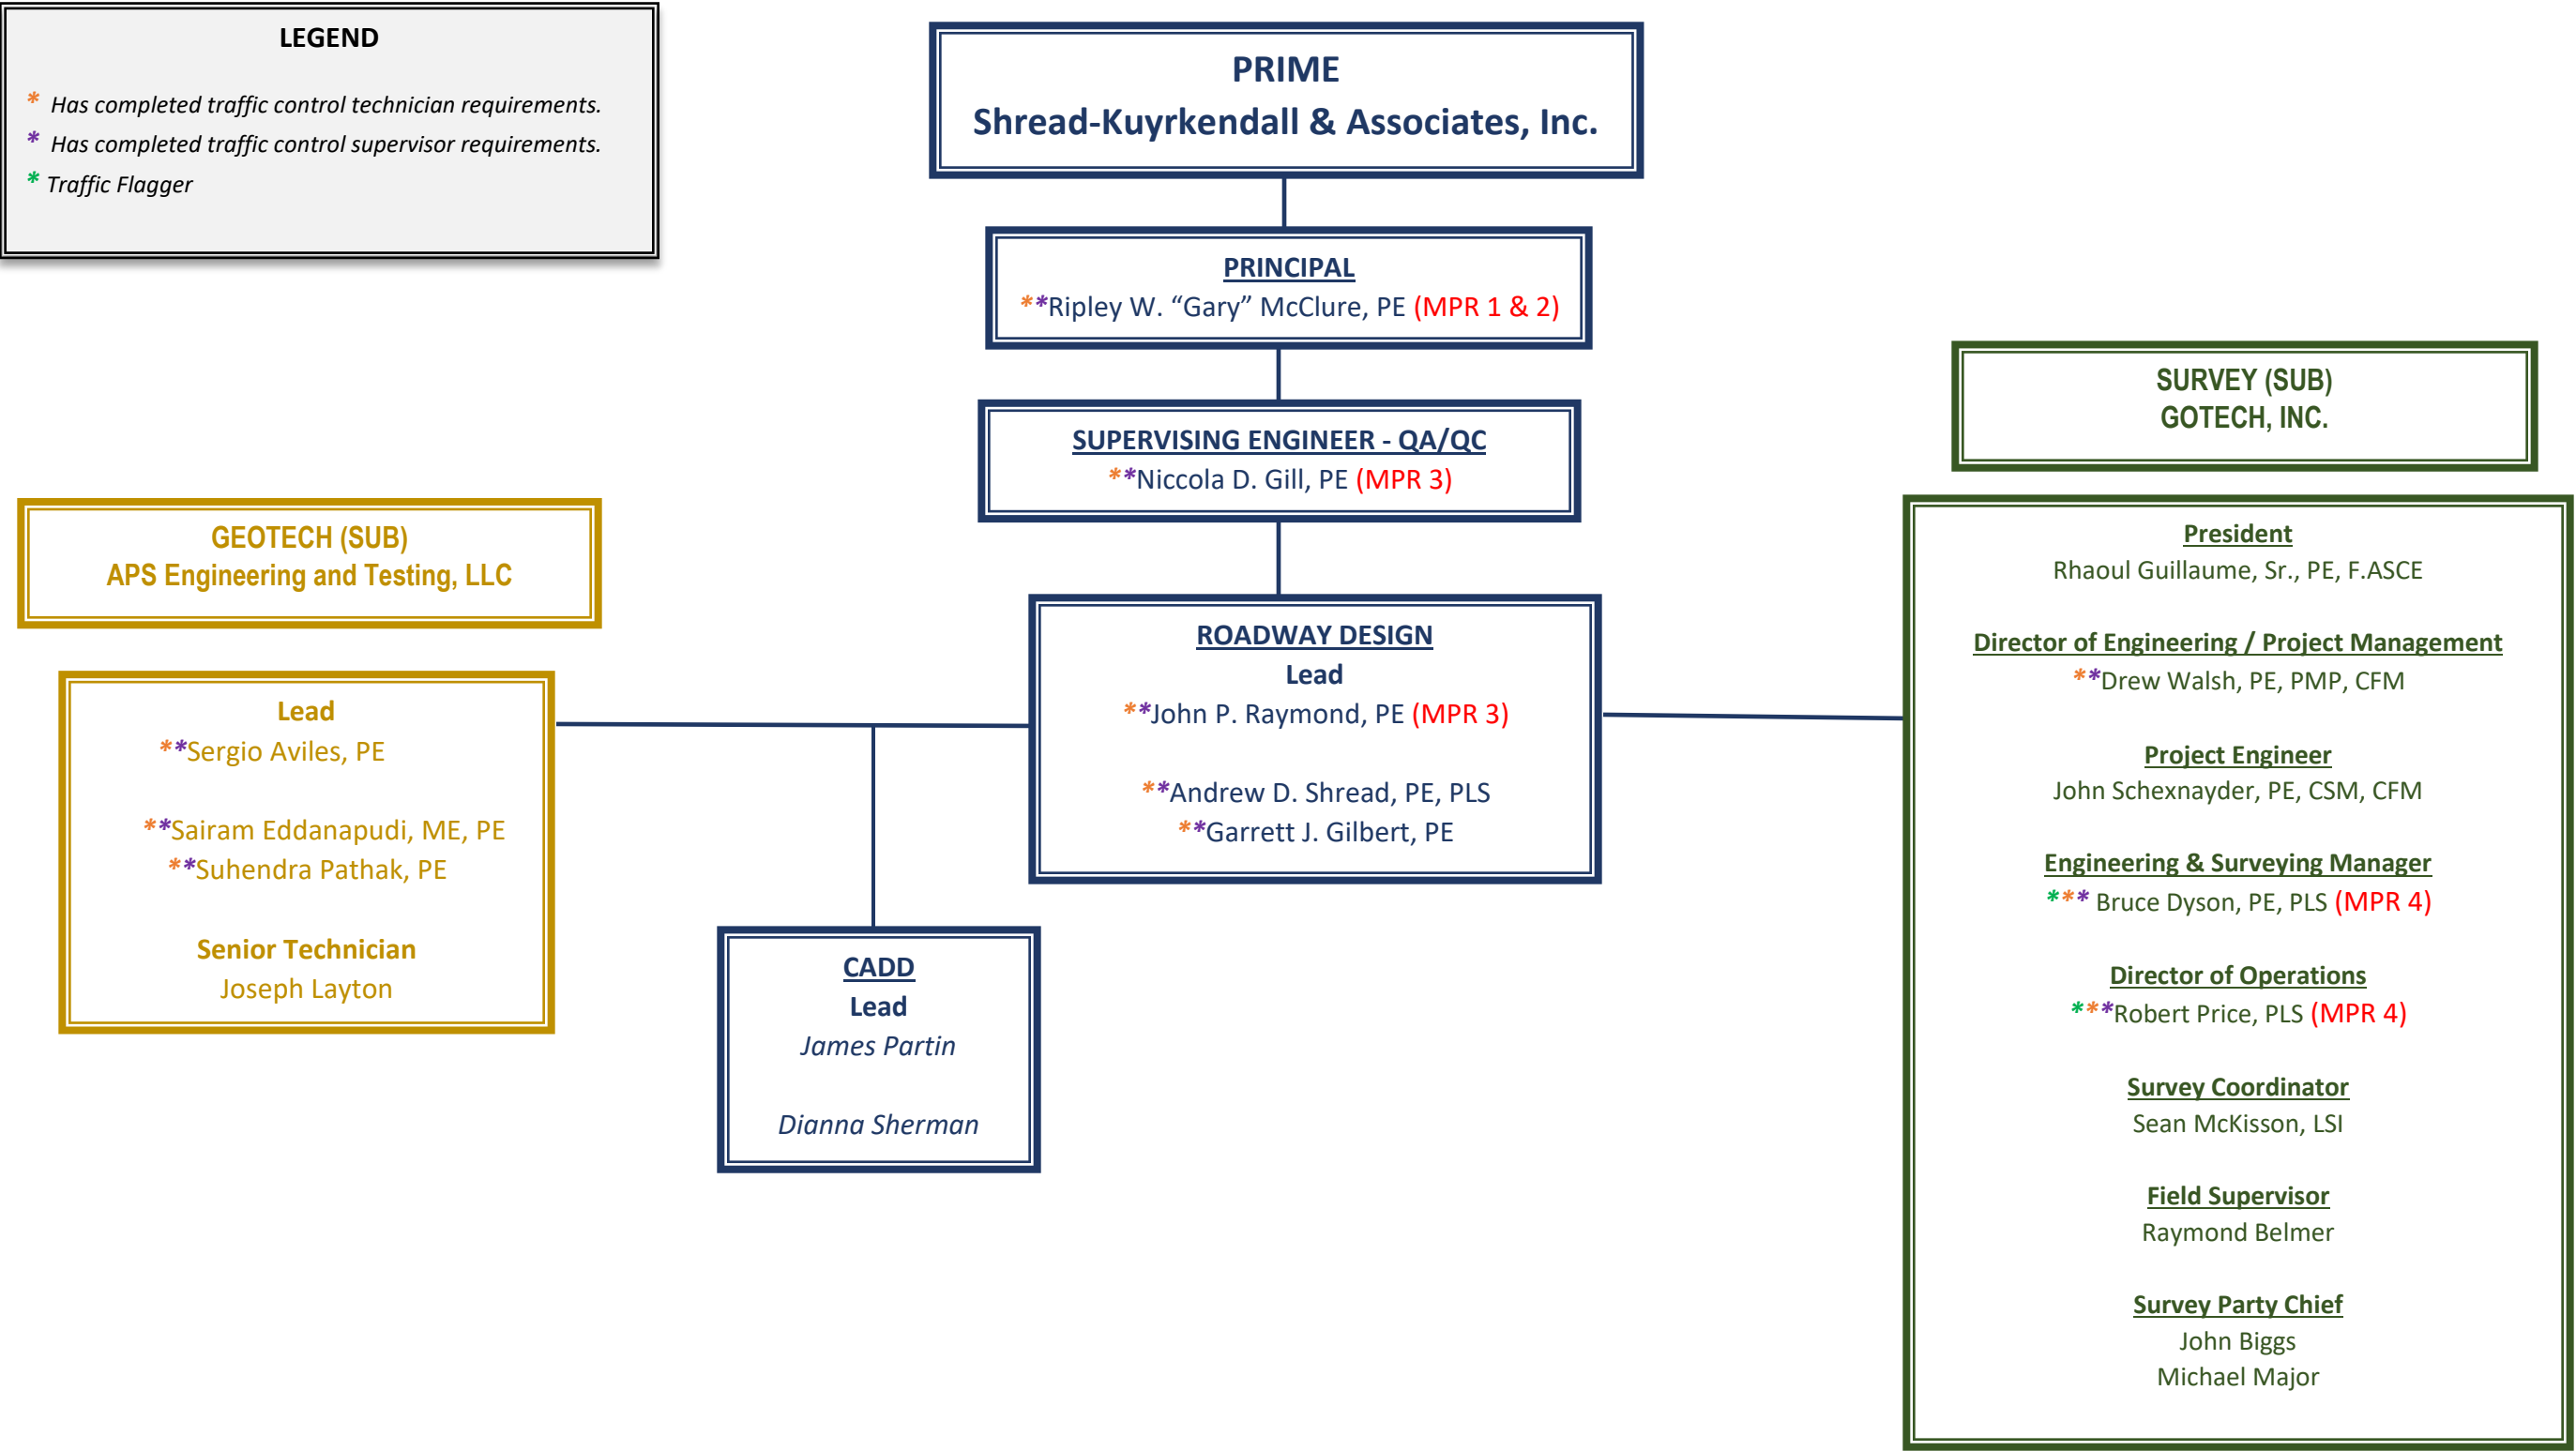 LEGEND
* Has completed traffic control technician requirements.
* Has completed traffic control supervisor requirements.
* Traffic Flagger
PRIME
Shread-Kuyrkendall & Associates, Inc.
PRINCIPAL
**Ripley W. “Gary” McClure, PE (MPR 1 & 2)
SUPERVISING ENGINEER - QA/QC
**Niccola D. Gill, PE (MPR 3)
ROADWAY DESIGN
Lead
**John P. Raymond, PE (MPR 3)
**Andrew D. Shread, PE, PLS
**Garrett J. Gilbert, PE
GEOTECH (SUB)
APS Engineering and Testing, LLC
Lead
**Sergio Aviles, PE
**Sairam Eddanapudi, ME, PE
**Suhendra Pathak, PE
Senior Technician
Joseph Layton
CADD
Lead
James Partin
Dianna Sherman
SURVEY (SUB)
GOTECH, INC.
President
Rhaoul Guillaume, Sr., PE, F.ASCE
Director of Engineering / Project Management
**Drew Walsh, PE, PMP, CFM
Project Engineer
John Schexnayder, PE, CSM, CFM
Engineering & Surveying Manager
*** Bruce Dyson, PE, PLS (MPR 4)
Director of Operations
***Robert Price, PLS (MPR 4)
Survey Coordinator
Sean McKisson, LSI
Field Supervisor
Raymond Belmer
Survey Party Chief
John Biggs
Michael Major